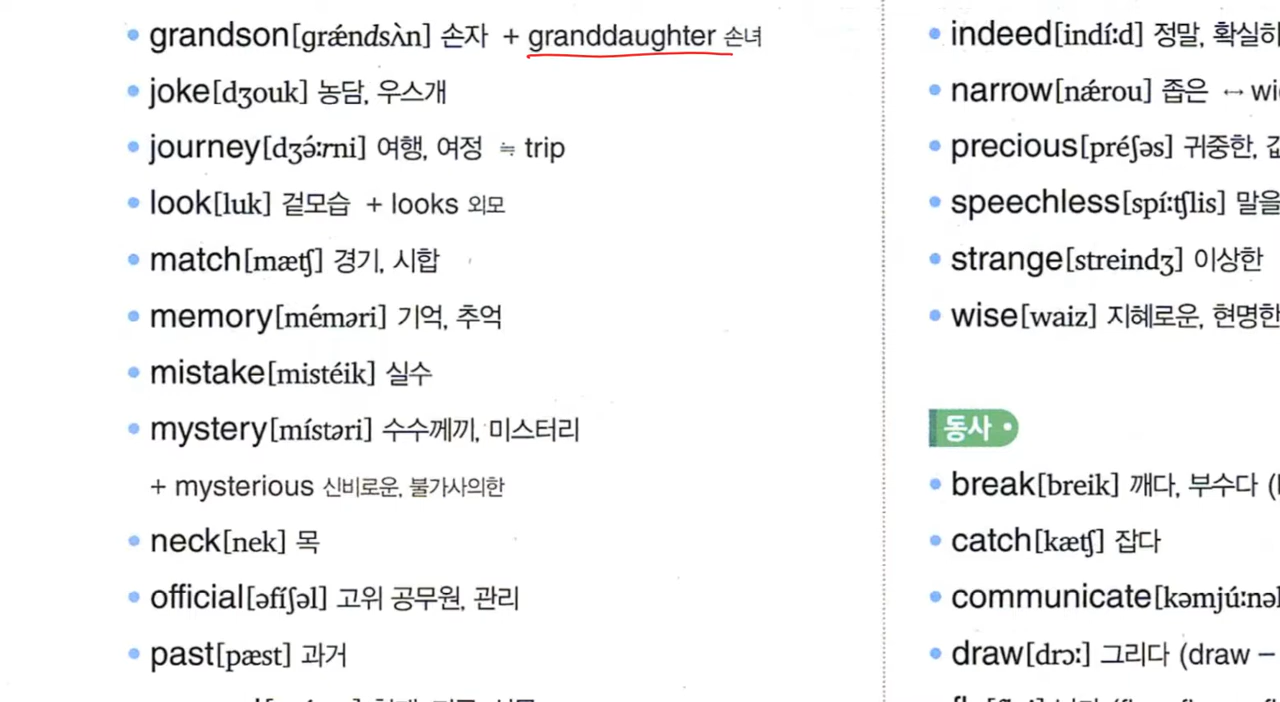 grandson[grǽndsʌ̀n] 손자 + granddaughter 손녀
joke[dʒouk] 농담, 우스개
journey[dʒə́ːrni] 여행, 여정 ≒ trip
look[luk] 겉모습 + looks 외모
match[mætʃ] 경기, 시합
memory[méməri] 기억, 추억
mistake[mistéik] 실수
mystery[místəri] 수수께끼, 미스터리
+ mysterious 신비로운, 불가사의한
neck[nek] 목
official[əfíʃəl] 고위 공무원, 관리
past[pæst] 과거
indeed[indíːd] 정말,
narrow[nǽrou] 좁은 ↔
precious[préʃəs] 귀중한,
speechless[spíːtʃlis] 말을
strange[streindʒ] 이상한
wise[waiz] 지혜로운, 현명한
동사
break[breik] 깨다, 부수다 (
catch[kætʃ] 잡다
communicate[kəmjúːnə
draw[drɔː] 그리다 (draw –